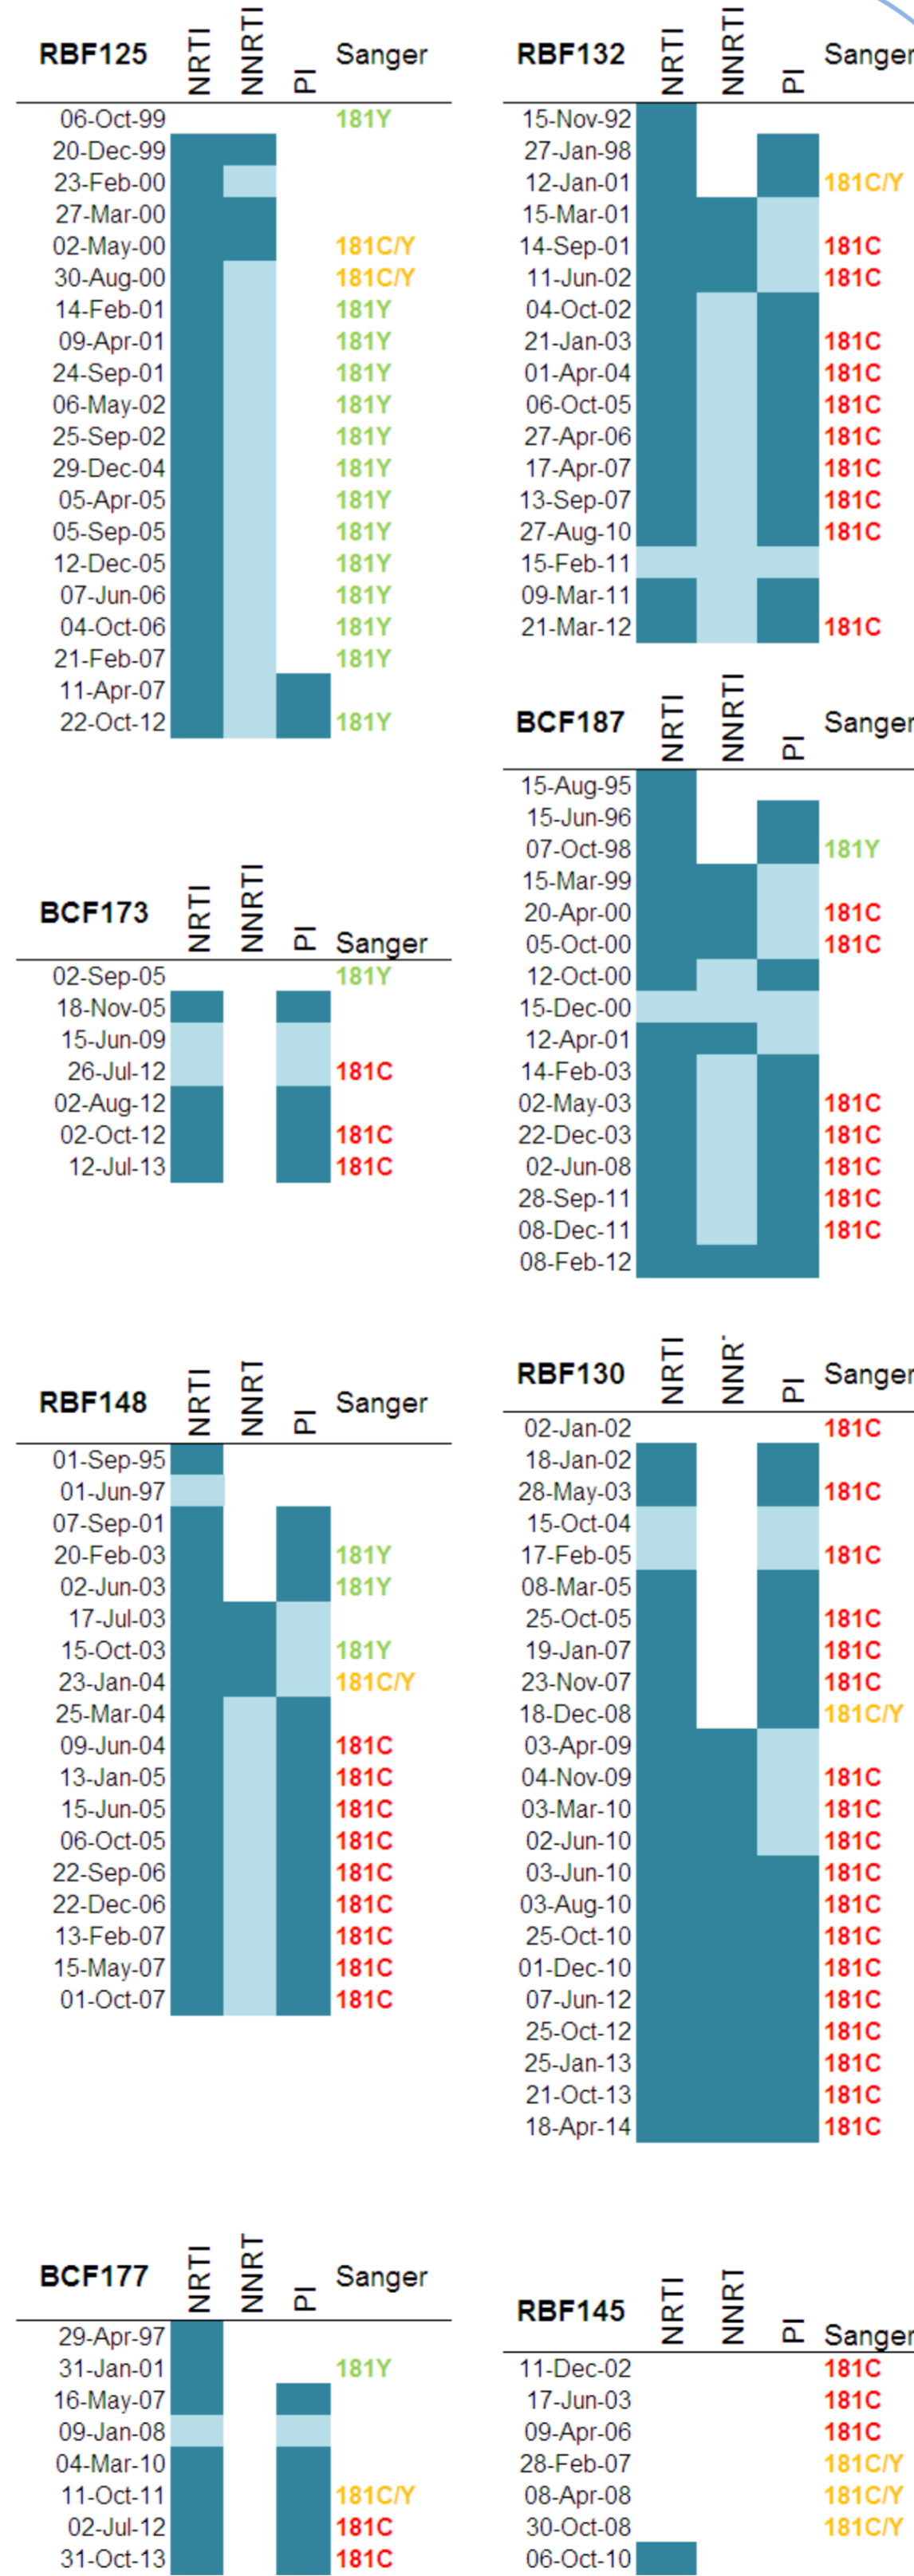 RBF125 NRTI NNRTI PI Sanger
06-Oct-99 181Y
20-Dec-99
23-Feb-00
27-Mar-00
02-May-00 181C/Y
30-Aug-00 181C/Y
14-Feb-01 181Y
09-Apr-01 181Y
24-Sep-01 181Y
06-May-02 181Y
25-Sep-02 181Y
29-Dec-04 181Y
05-Apr-05 181Y
05-Sep-05 181Y
12-Dec-05 181Y
07-Jun-06 181Y
04-Oct-06 181Y
21-Feb-07 181Y
11-Apr-07
22-Oct-12 181Y
RBF132 NRTI NNRTI PI Sanger
15-Nov-92
27-Jan-98
12-Jan-01 181C/Y
15-Mar-01
14-Sep-01 181C
11-Jun-02 181C
04-Oct-02
21-Jan-03 181C
01-Apr-04 181C
06-Oct-05 181C
27-Apr-06 181C
17-Apr-07 181C
13-Sep-07 181C
27-Aug-10 181C
15-Feb-11
09-Mar-11
21-Mar-12 181C
BCF173 NRTI NNRTI PI Sanger
02-Sep-05 181Y
18-Nov-05
15-Jun-09
26-Jul-12 181C
02-Aug-12
02-Oct-12 181C
12-Jul-13 181C
BCF187 NRTI NNRTI PI Sanger
15-Aug-95
15-Jun-96
07-Oct-98 181Y
15-Mar-99
20-Apr-00 181C
05-Oct-00 181C
12-Oct-00
15-Dec-00
12-Apr-01
14-Feb-03
02-May-03 181C
22-Dec-03 181C
02-Jun-08 181C
28-Sep-11 181C
08-Dec-11 181C
08-Feb-12
RBF148 NRTI NNRT PI Sanger
01-Sep-95
01-Jun-97
07-Sep-01
20-Feb-03 181Y
02-Jun-03 181Y
17-Jul-03
15-Oct-03 181Y
23-Jan-04 181C/Y
25-Mar-04
09-Jun-04 181C
13-Jan-05 181C
15-Jun-05 181C
06-Oct-05 181C
22-Sep-06 181C
22-Dec-06 181C
13-Feb-07 181C
15-May-07 181C
01-Oct-07 181C
RBF130 NRTI NNR PI Sanger
02-Jan-02 181C
18-Jan-02
28-May-03 181C
15-Oct-04
17-Feb-05 181C
08-Mar-05
25-Oct-05 181C
19-Jan-07 181C
23-Nov-07 181C
18-Dec-08 181C/Y
03-Apr-09
04-Nov-09 181C
03-Mar-10 181C
02-Jun-10 181C
03-Jun-10 181C
03-Aug-10 181C
25-Oct-10 181C
01-Dec-10 181C
07-Jun-12 181C
25-Oct-12 181C
25-Jan-13 181C
21-Oct-13 181C
18-Apr-14 181C
BCF177 NRTI NNRT PI Sanger
29-Apr-97
31-Jan-01 181Y
16-May-07
09-Jan-08
04-Mar-10
11-Oct-11 181C/Y
02-Jul-12 181C
31-Oct-13 181C
RBF145 NRTI NNRT PI Sanger
11-Dec-02 181C
17-Jun-03 181C
09-Apr-06 181C
28-Feb-07 181C/Y
08-Apr-08 181C/Y
30-Oct-08 181C/Y
06-Oct-10